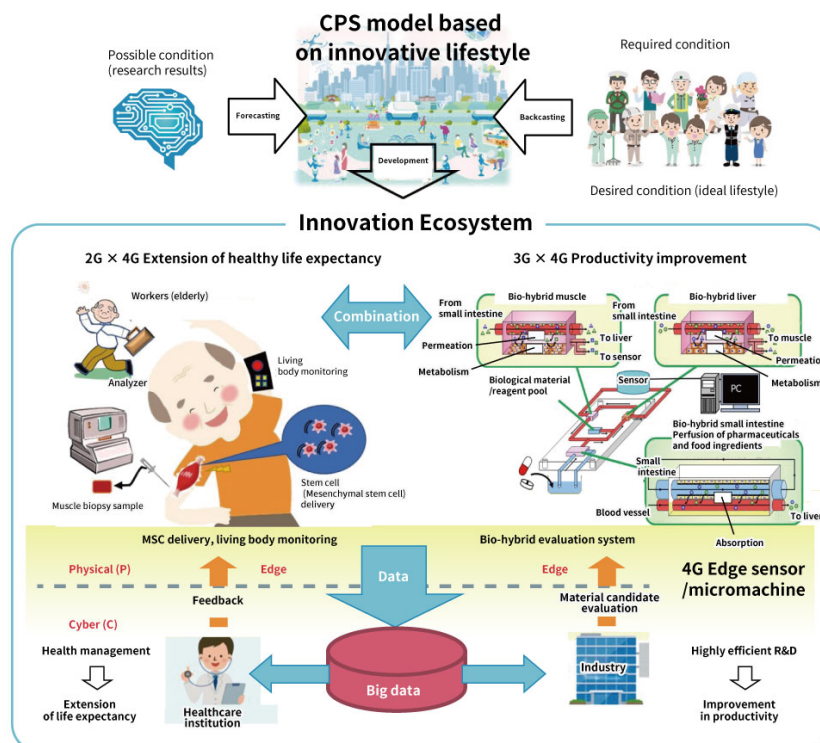 CPS model based
on innovative lifestyle
Possible condition
(research results)
Required condition
Forecasting
Backcasting
Development
Desired condition (ideal lifestyle)
Innovation Ecosystem
2G × 4G Extension of healthy life expectancy
3G × 4G Productivity improvement
Workers (elderly)
Combination
Living
body monitoring
Analyzer
Muscle biopsy sample
Stem cell
(Mesenchymal stem cell)
delivery
From
small intestine
Bio-hybrid muscle
Permeation
Metabolism
To liver
To sensor
From
small intestine
Bio-hybrid liver
To muscle
Permeation
Metabolism
Biological material
/reagent pool
Sensor
PC
Bio-hybrid small intestine
Perfusion of pharmaceuticals
and food ingredients
Small
intestine
Blood vessel
To liver
Absorption
MSC delivery, living body monitoring
Bio-hybrid evaluation system
Physical (P)
Edge
Data
Edge
4G Edge sensor
/micromachine
Feedback
Material candidate
evaluation
Cyber (C)
Health management
Extension
of life expectancy
Healthcare
institution
Big data
Industry
Highly efficient R&D
Improvement
in productivity